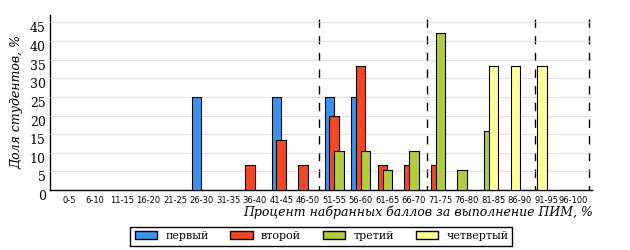 Доля студентов, %
45
40
35
30
25
20
15
10
5
0
0-5 6-10 11-15 16-20 21-25 26-30 31-35 36-40 41-45 46-50 51-55 56-60 61-65 66-70 71-75 76-80 81-85 86-90 91-95 96-100
Процент набранных баллов за выполнение ПИМ, %
первый второй третий четвертый